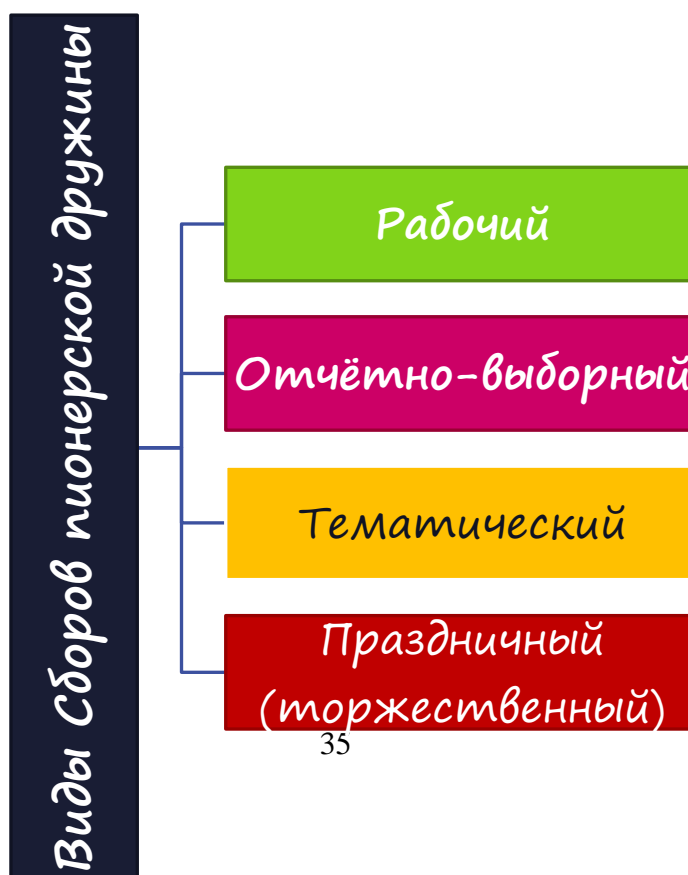 Виды Сборов пионерской дружины
Рабочий
Отчётно-выборный
Тематический
Праздничный
(торжественный)
35